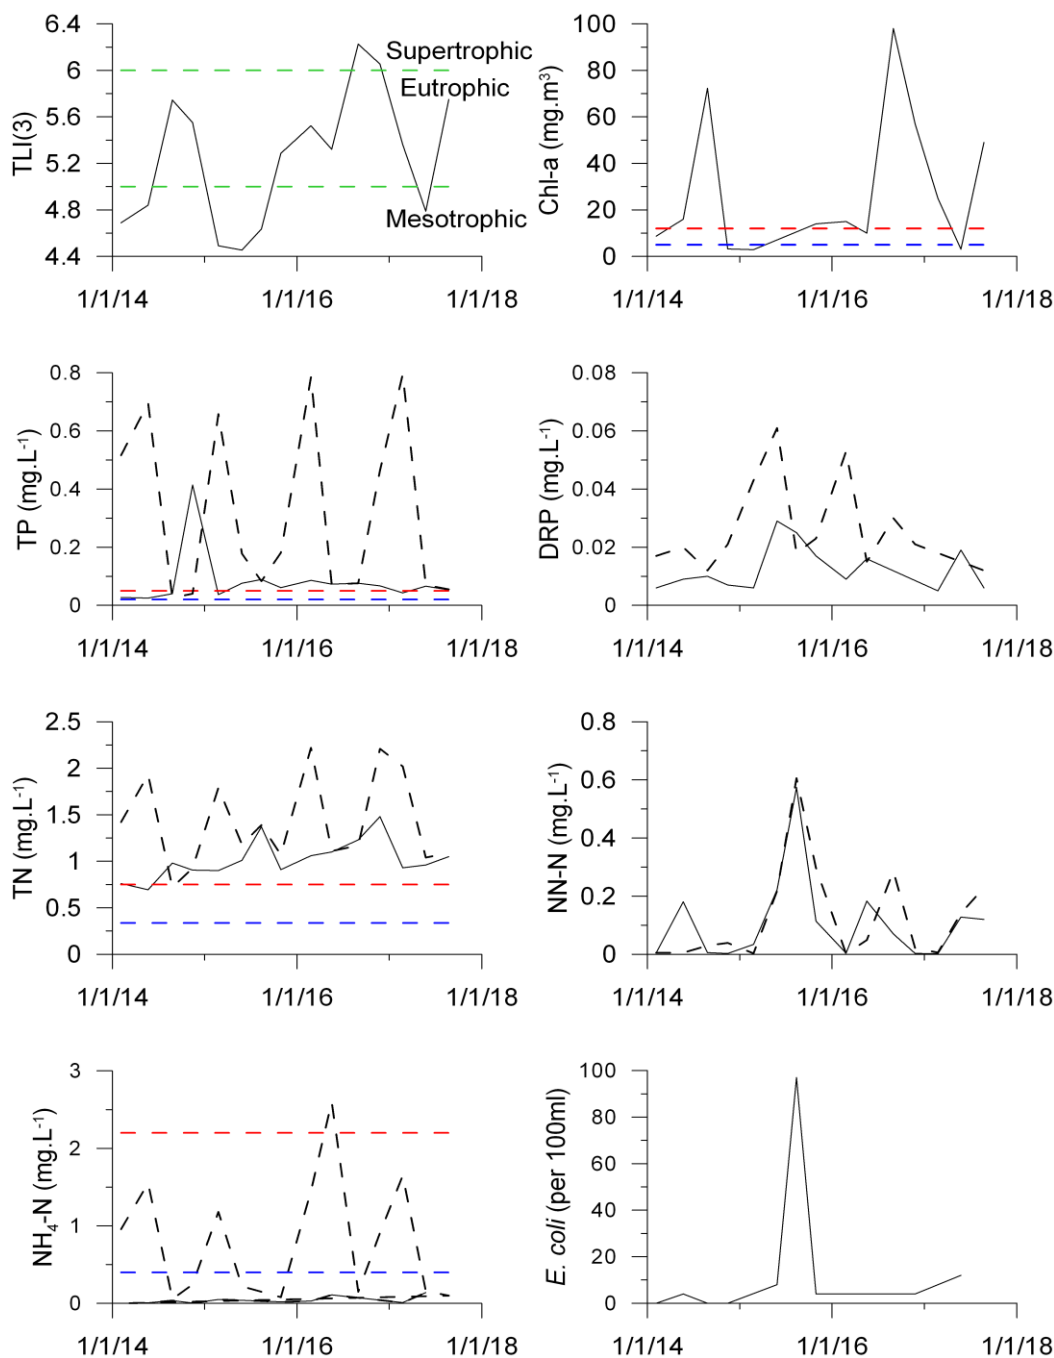 6.4
6
5.6
5.2
4.8
4.4
TLI(3)
Supertrophic
Eutrophic
Mesotrophic
1/1/14 1/1/16 1/1/18
100
80
60
40
20
0
Chl-a (mg.m³)
1/1/14 1/1/16 1/1/18
0.8
0.6
0.4
0.2
0
TP (mg.L⁻¹)
1/1/14 1/1/16 1/1/18
0.08
0.06
0.04
0.02
0
DRP (mg.L⁻¹)
1/1/14 1/1/16 1/1/18
2.5
2
1.5
1
0.5
0
TN (mg.L⁻¹)
1/1/14 1/1/16 1/1/18
0.8
0.6
0.4
0.2
0
NN-N (mg.L⁻¹)
1/1/14 1/1/16 1/1/18
3
2
1
0
NH₄-N (mg.L⁻¹)
1/1/14 1/1/16 1/1/18
100
80
60
40
20
0
E. coli (per 100ml)
1/1/14 1/1/16 1/1/18